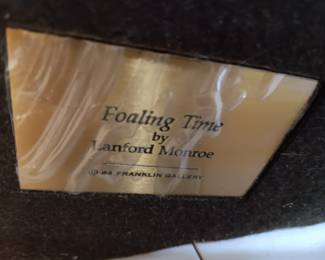 Foaling Time
by
Lanford Monroe
FRANKLIN GALLERY